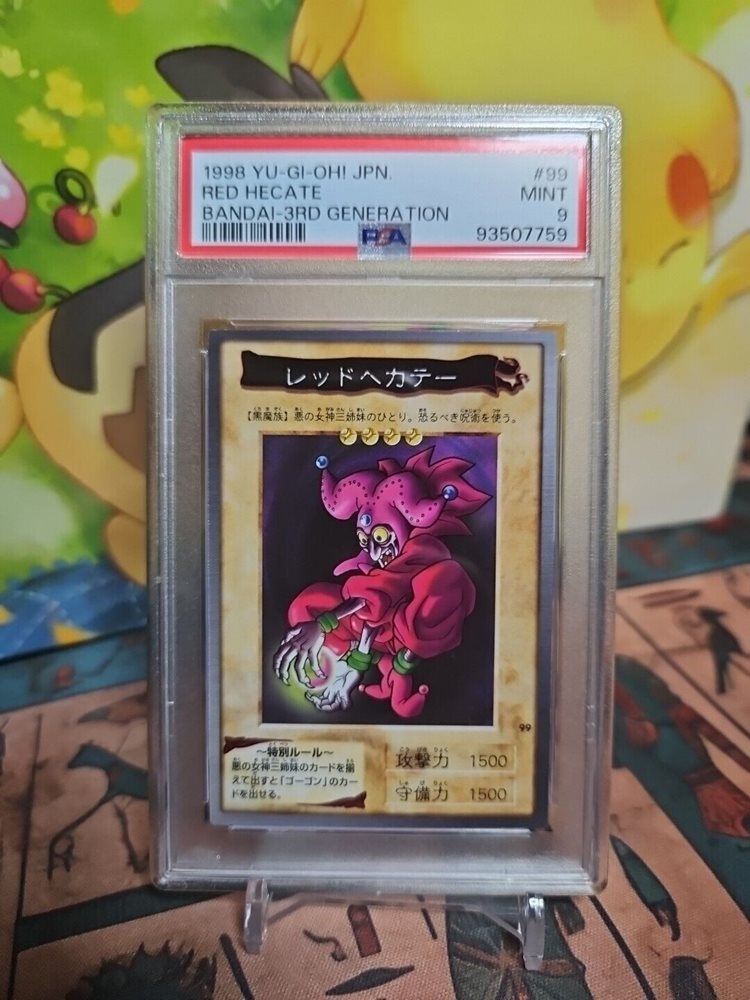 1998 YU-GI-OH! JPN. #99
RED HECATE MINT
BANDAI-3RD GENERATION 9
PSA 93507759
レッドヘカテー
【黒魔族】悪の女神三姉妹のひとり。恐るべき呪術を使う。
99
〜特別ルール〜
悪の女神三姉妹のカードを揃
えて出すと「ゴーゴン」のカー
ドを出せる。
攻撃力 1500
守備力 1500